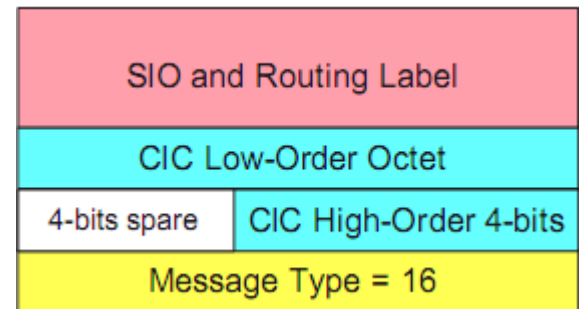 SIO and Routing Label
CIC Low-Order Octet
4-bits spare CIC High-Order 4-bits
Message Type = 16